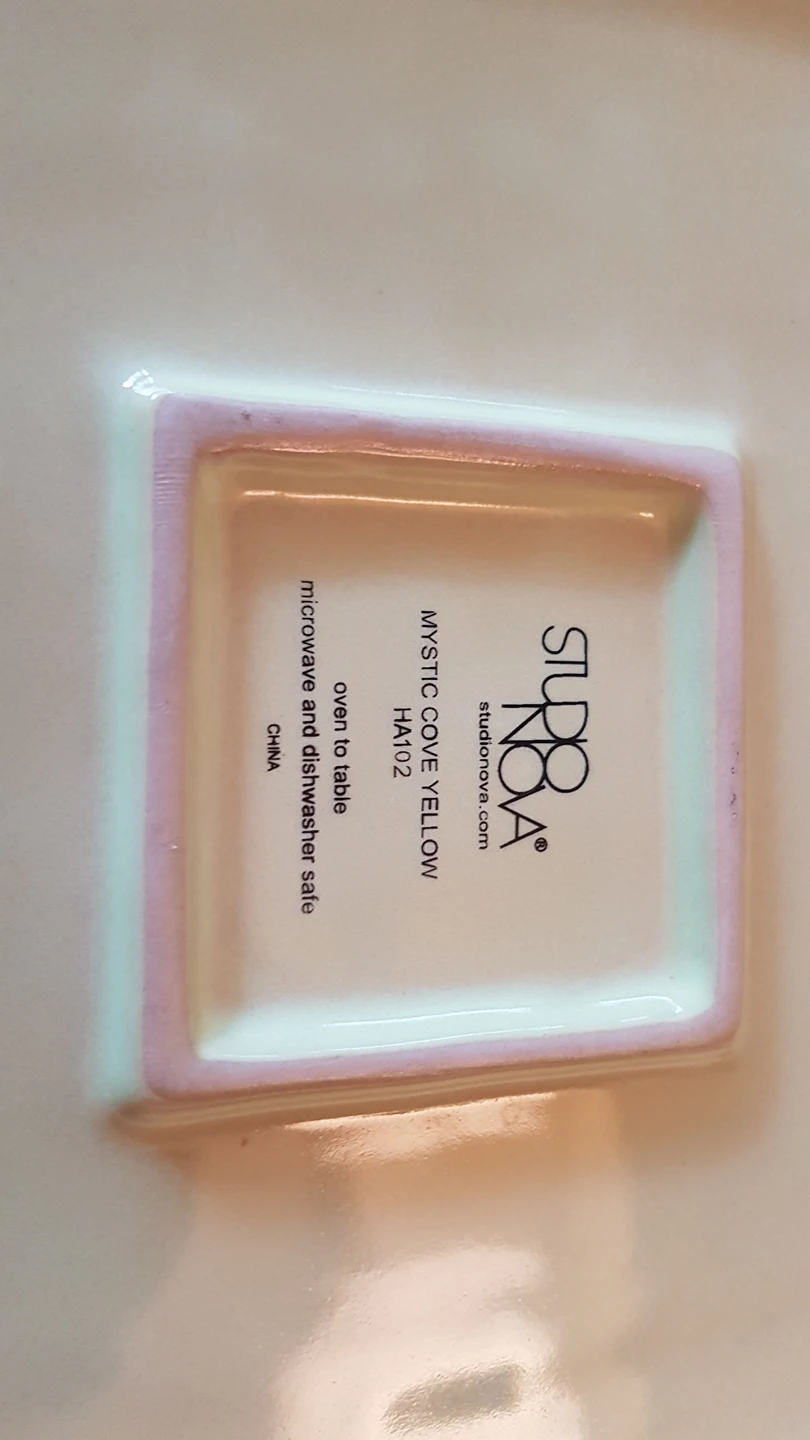 STUDIO
NOVA®
studionova.com
MYSTIC COVE YELLOW
HA102
oven to table
microwave and dishwasher safe
CHINA